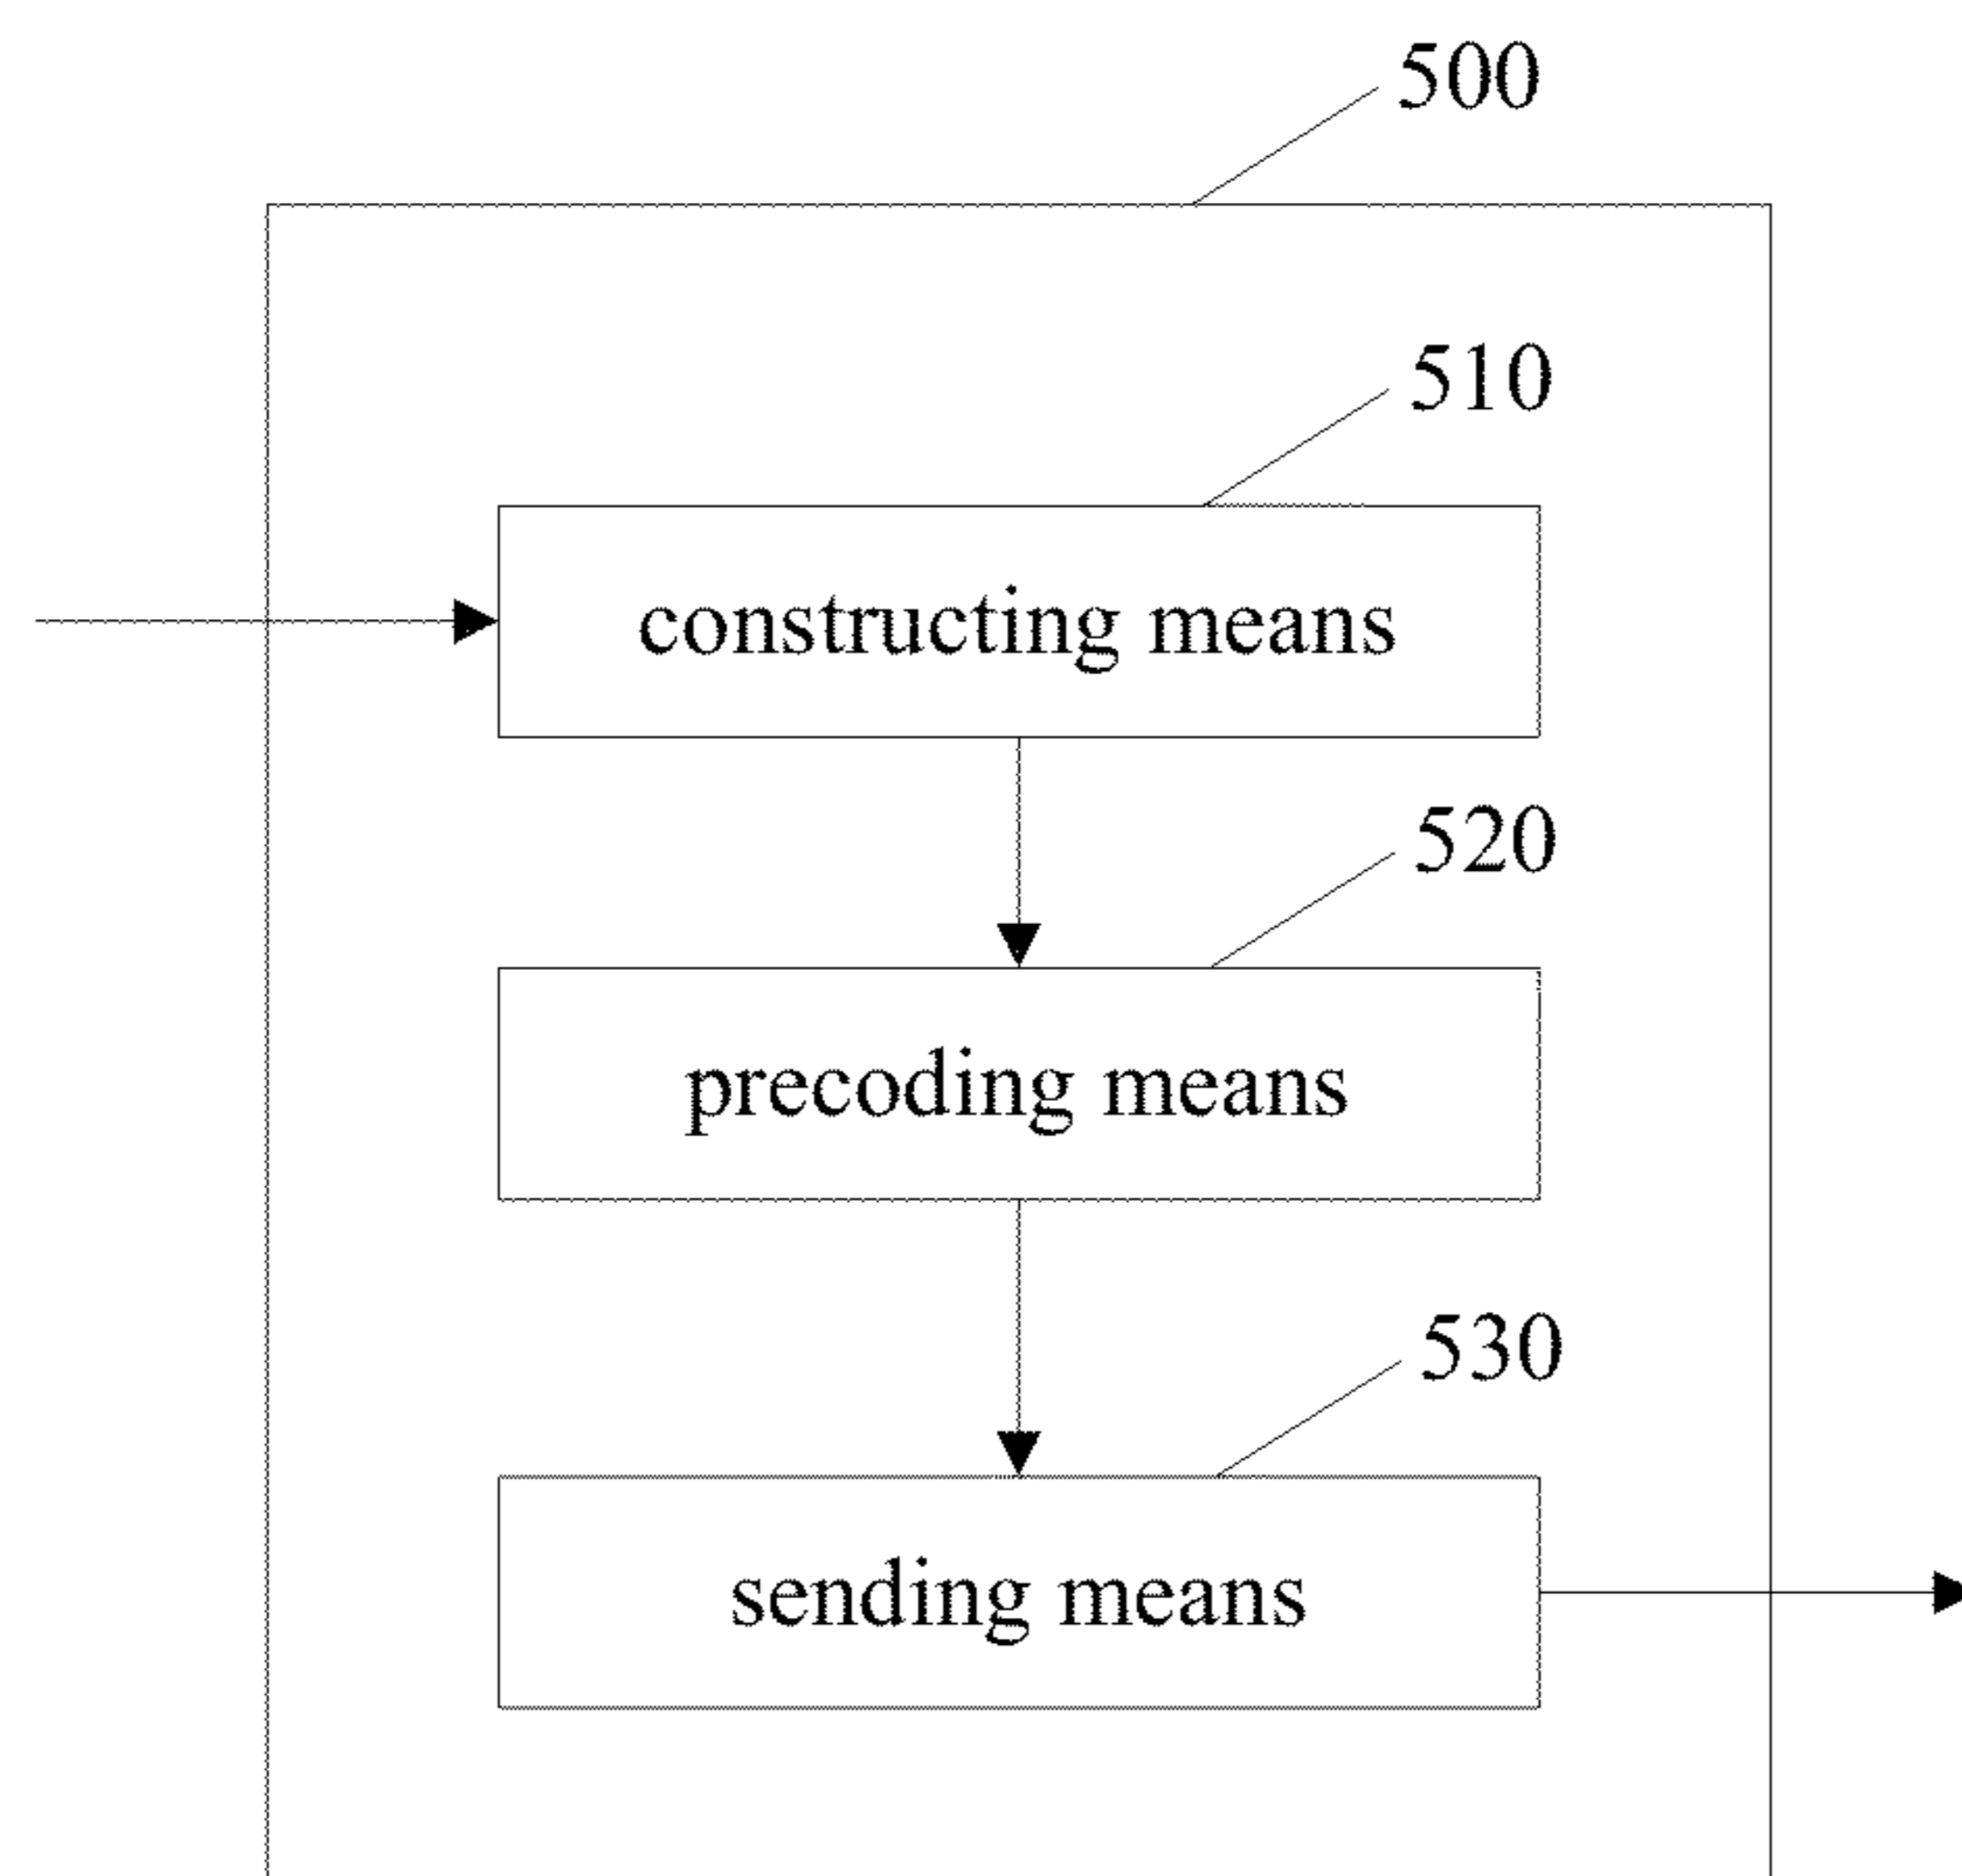 500
510
constructing means
520
precoding means
530
sending means